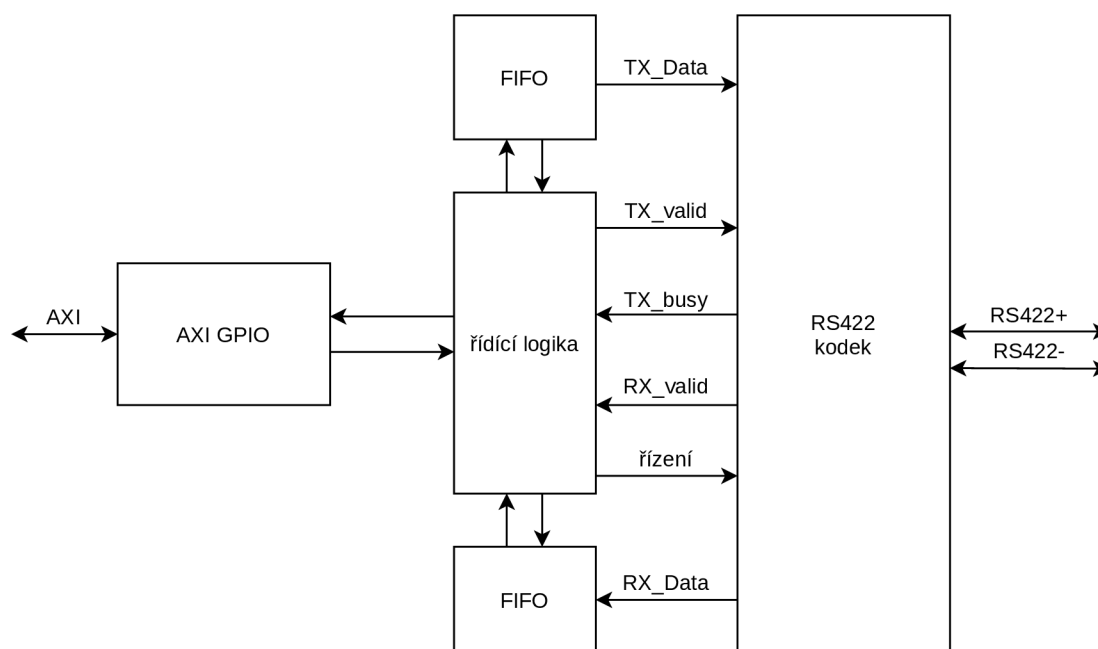 FIFO
TX_Data
TX_valid
AXI
AXI GPIO
řídící logika
TX_busy
RS422
kodek
RS422+
RS422-
RX_valid
řízení
FIFO
RX_Data